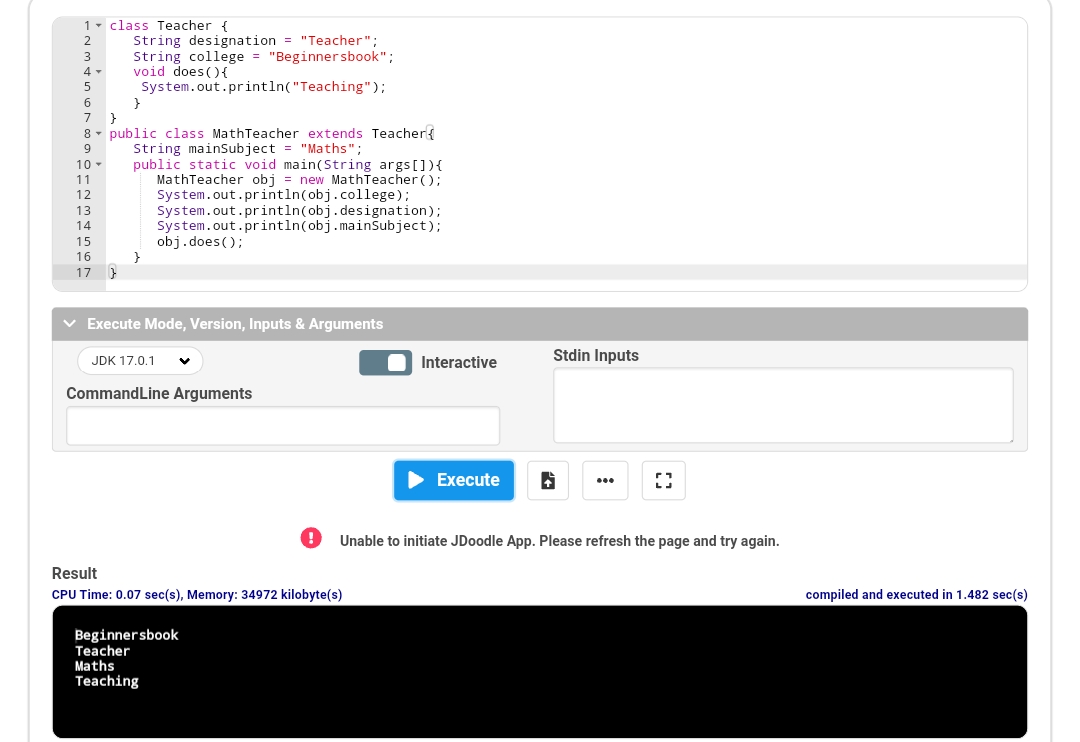 1 class Teacher {
2    String designation = "Teacher";
3    String college = "Beginnersbook";
4    void does(){
5     System.out.println("Teaching");
6    }
7 }
8 public class MathTeacher extends Teacher{
9    String mainSubject = "Maths";
10    public static void main(String args[]){
11       MathTeacher obj = new MathTeacher();
12       System.out.println(obj.college);
13       System.out.println(obj.designation);
14       System.out.println(obj.mainSubject);
15       obj.does();
16    }
17 }
Execute Mode, Version, Inputs & Arguments
JDK 17.0.1
Interactive
Stdin Inputs
CommandLine Arguments
Execute
Unable to initiate JDoodle App. Please refresh the page and try again.
Result
CPU Time: 0.07 sec(s), Memory: 34972 kilobyte(s)
compiled and executed in 1.482 sec(s)
Beginnersbook
Teacher
Maths
Teaching